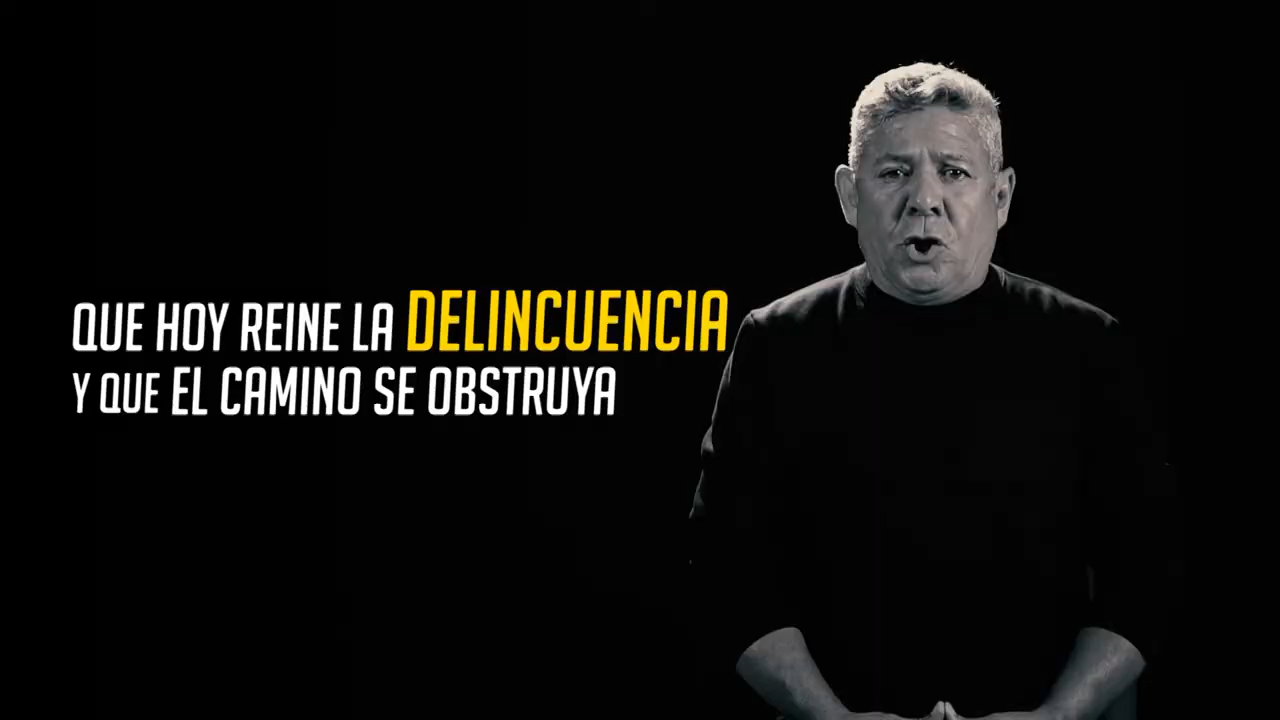 QUE HOY REINE LA DELINCUENCIA
Y QUE EL CAMINO SE OBSTRUYA